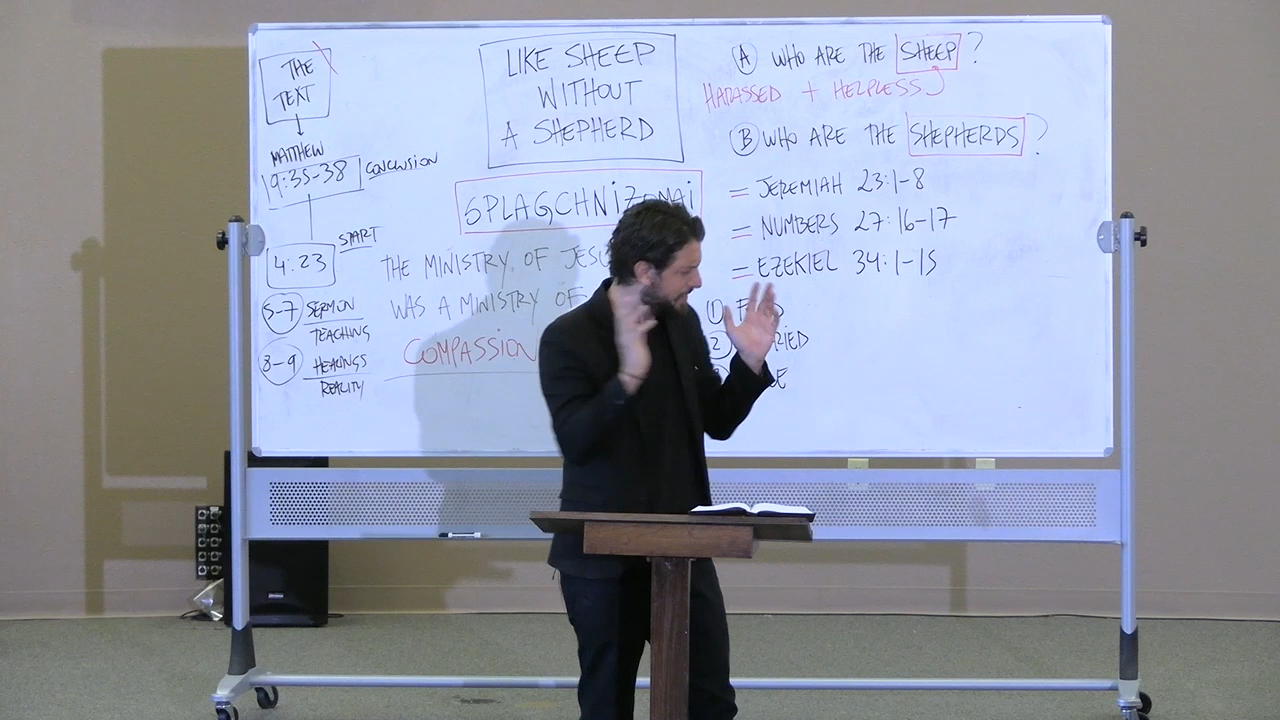 THE
TEXT
MATTHEW
9:35-38 CONCLUSION
4:23 START
5-7 SERMON
TEACHING
8-9 HEALINGS
REALITY
LIKE SHEEP
WITHOUT
A SHEPHERD
SPLAGCHNiZOMAi
THE MINISTRY OF
WAS A MINISTRY OF
COMPASSION
A WHO ARE THE SHEEP?
HARASSED + HELPLESS
B WHO ARE THE SHEPHERDS?
= JEREMIAH 23:1-8
= NUMBERS 27:16-17
= EZEKIEL 34:1-15
1
2